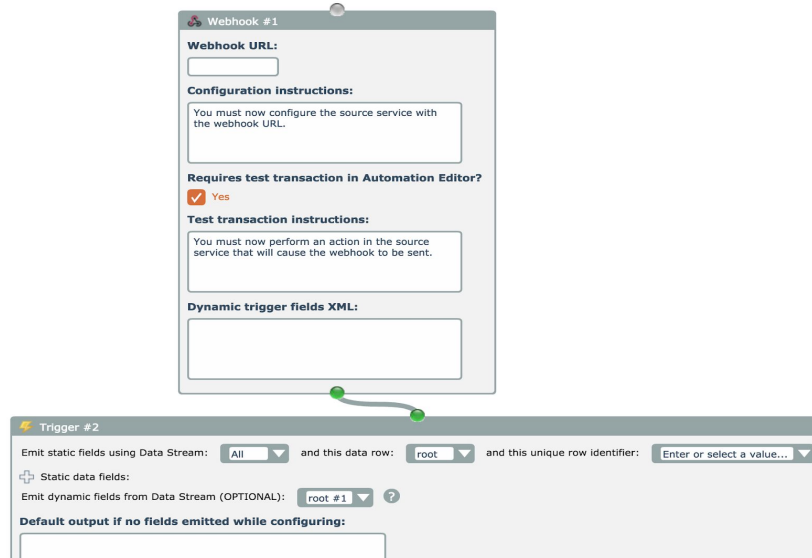 Webhook #1
Webhook URL:
Configuration instructions:
You must now configure the source service with
the webhook URL.
Requires test transaction in Automation Editor?
Yes
Test transaction instructions:
You must now perform an action in the source
service that will cause the webhook to be sent.
Dynamic trigger fields XML:
Trigger #2
Emit static fields using Data Stream: All and this data row: root and this unique row identifier: Enter or select a value...
Static data fields:
Emit dynamic fields from Data Stream (OPTIONAL): root #1 ?
Default output if no fields emitted while configuring: